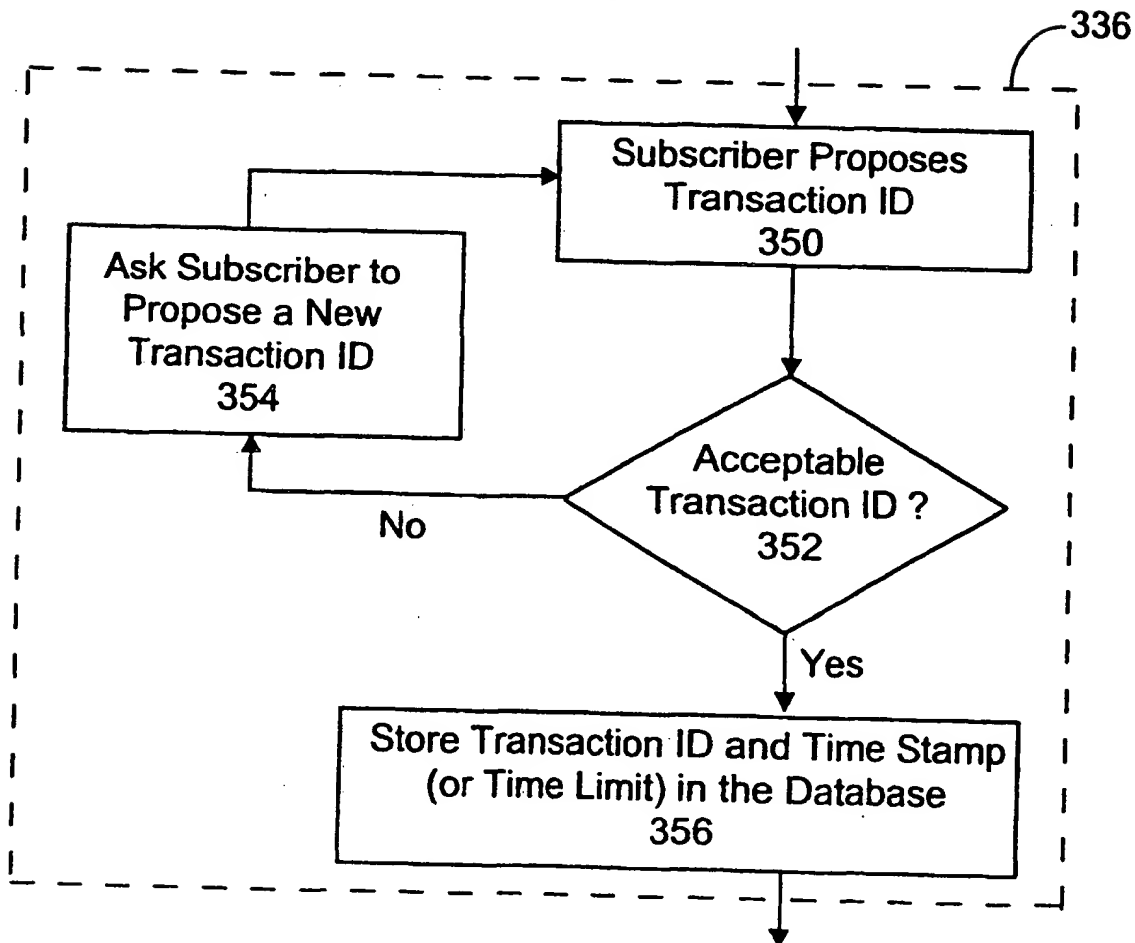 336
Subscriber Proposes
Transaction ID
350
Ask Subscriber to
Propose a New
Transaction ID
354
Acceptable
Transaction ID ?
352
No
Yes
Store Transaction ID and Time Stamp
(or Time Limit) in the Database
356